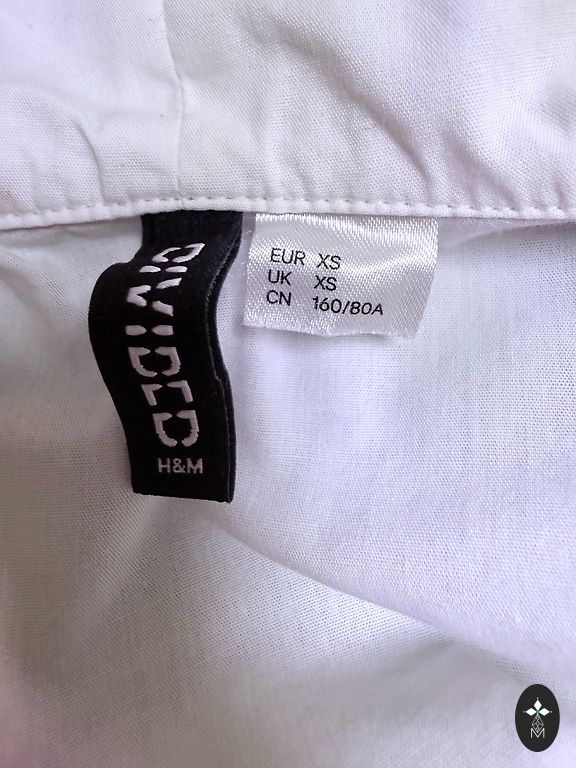 DIVIDED
H&M
EUR XS
UK XS
CN 160/80A
M